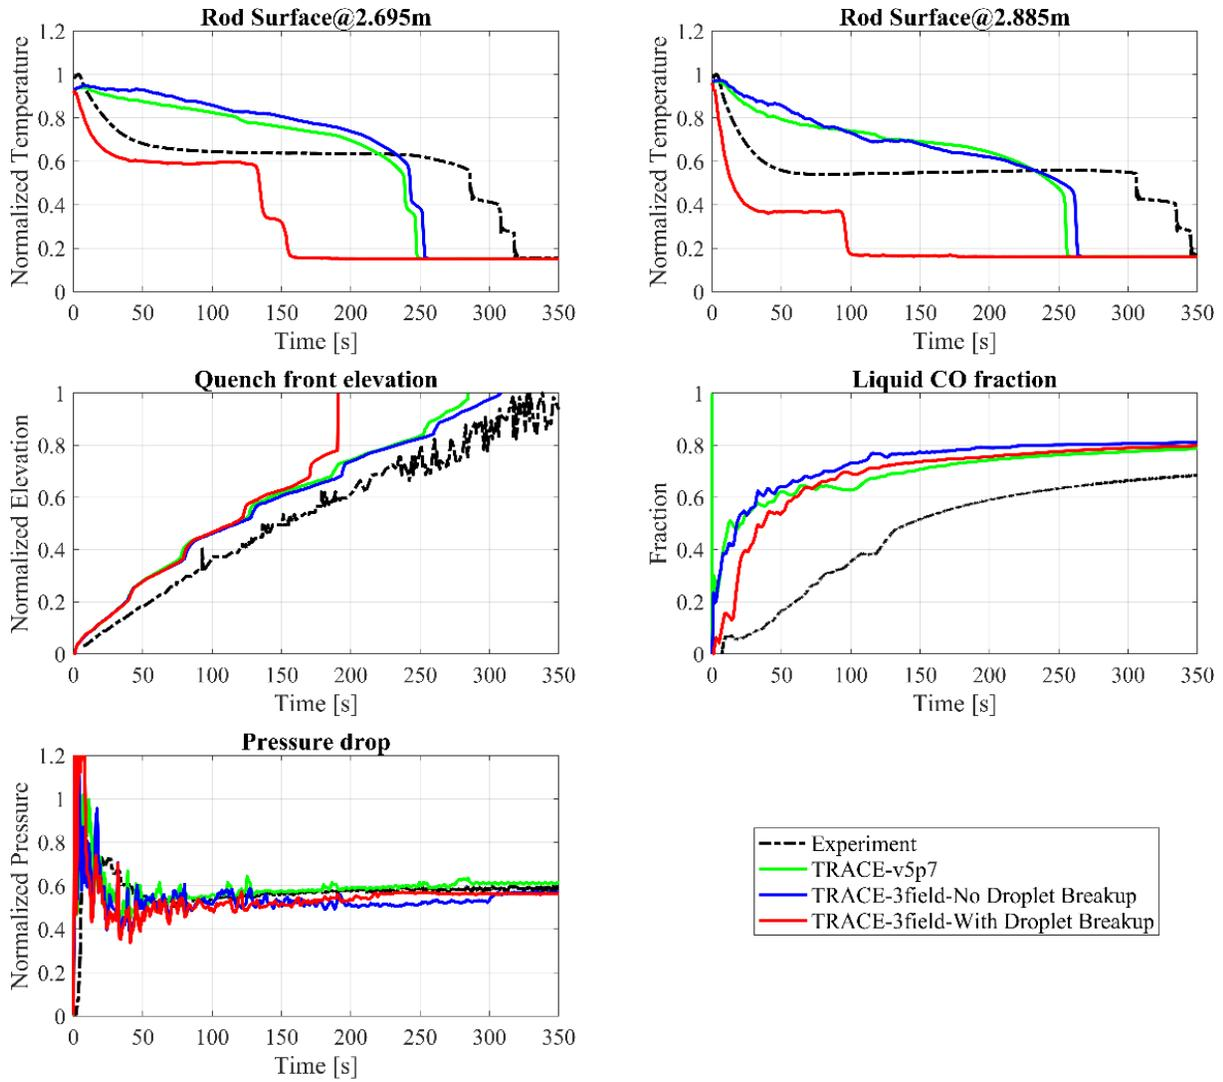 Rod Surface@2.695m
Normalized Temperature
1.2
1
0.8
0.6
0.4
0.2
0
0 50 100 150 200 250 300 350
Time [s]
Rod Surface@2.885m
Normalized Temperature
1.2
1
0.8
0.6
0.4
0.2
0
0 50 100 150 200 250 300 350
Time [s]
Quench front elevation
Normalized Elevation
1
0.8
0.6
0.4
0.2
0
0 50 100 150 200 250 300 350
Time [s]
Liquid CO fraction
Fraction
1
0.8
0.6
0.4
0.2
0
0 50 100 150 200 250 300 350
Time [s]
Pressure drop
Normalized Pressure
1.2
1
0.8
0.6
0.4
0.2
0
0 50 100 150 200 250 300 350
Time [s]
Experiment
TRACE-v5p7
TRACE-3field-No Droplet Breakup
TRACE-3field-With Droplet Breakup